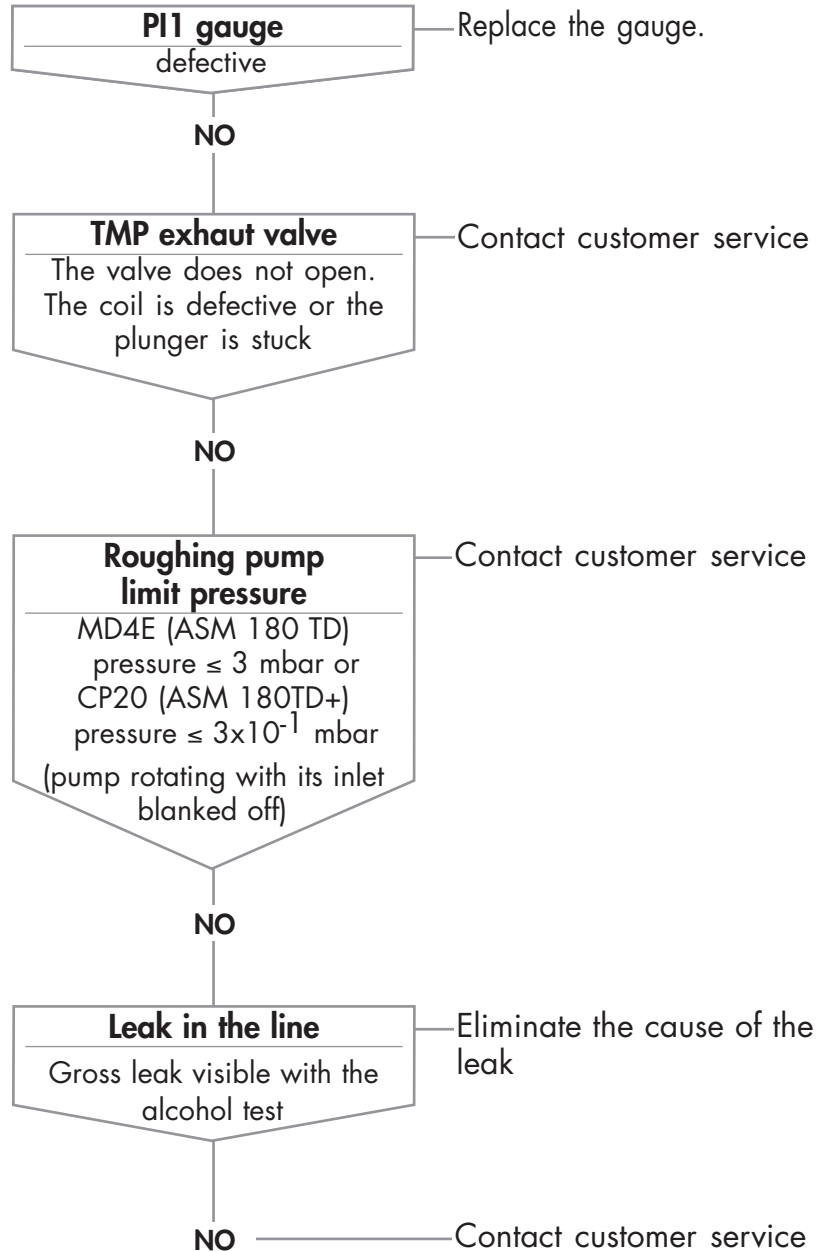 PI1 gauge
Replace the gauge.
defective
NO
TMP exhaut valve
Contact customer service
The valve does not open.
The coil is defective or the
plunger is stuck
NO
Roughing pump
limit pressure
Contact customer service
MD4E (ASM 180 TD)
pressure ≤ 3 mbar or
CP20 (ASM 180TD+)
pressure ≤ 3x10-1 mbar
(pump rotating with its inlet
blanked off)
NO
Leak in the line
Eliminate the cause of the
leak
Gross leak visible with the
alcohol test
NO
Contact customer service